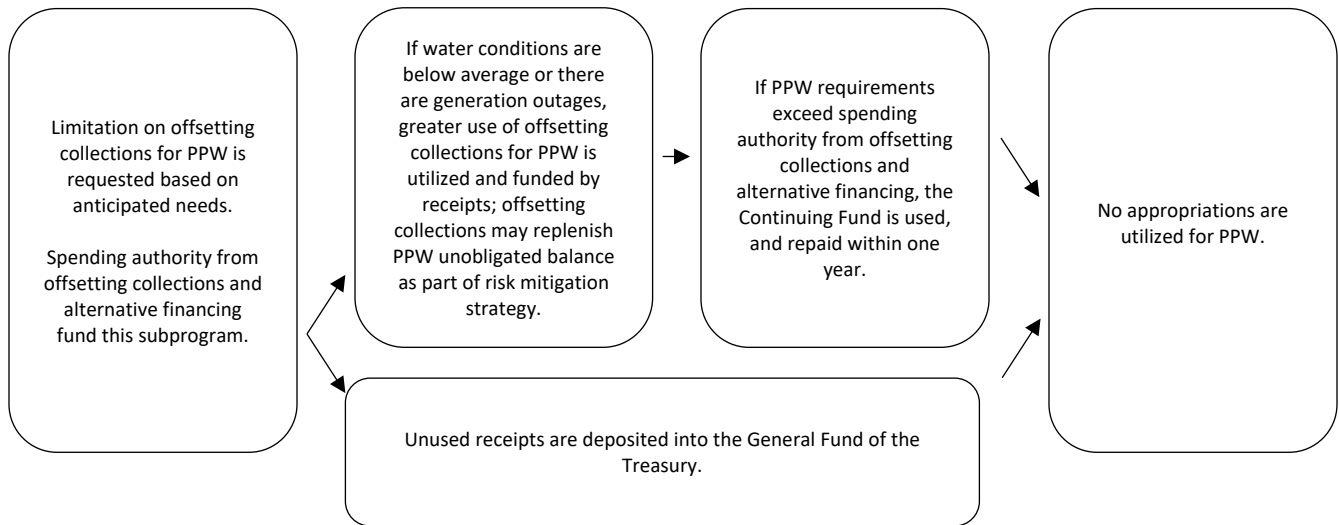 Limitation on offsetting
collections for PPW is
requested based on
anticipated needs.
Spending authority from
offsetting collections and
alternative financing
fund this subprogram.
If water conditions are
below average or there
are generation outages,
greater use of offsetting
collections for PPW is
utilized and funded by
receipts; offsetting
collections may replenish
PPW unobligated balance
as part of risk mitigation
strategy.
If PPW requirements
exceed spending
authority from offsetting
collections and
alternative financing, the
Continuing Fund is used,
and repaid within one
year.
Unused receipts are deposited into the General Fund of the
Treasury.
No appropriations are
utilized for PPW.